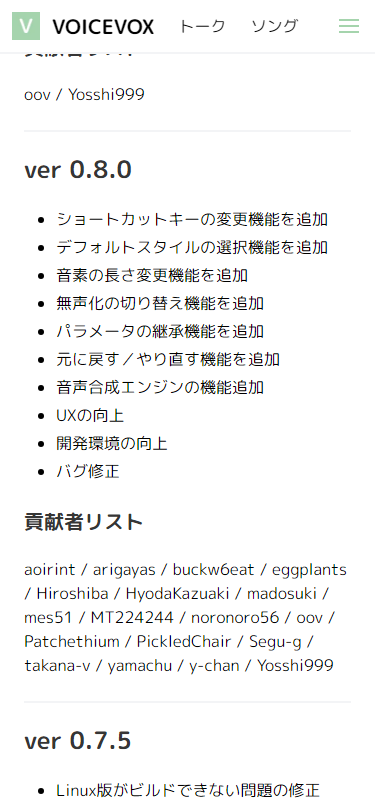 V VOICEVOX トーク ソング
貢献者リスト
oov / Yosshi999
ver 0.8.0
ショートカットキーの変更機能を追加
デフォルトスタイルの選択機能を追加
音素の長さ変更機能を追加
無声化の切り替え機能を追加
パラメータの継承機能を追加
元に戻す／やり直す機能を追加
音声合成エンジンの機能追加
UXの向上
開発環境の向上
バグ修正
貢献者リスト
aoirint / arigayas / buckw6eat / eggplants
/ Hiroshiba / HyodaKazuaki / madosuki /
mes51 / MT224244 / noronoro56 / oov /
Patchethium / PickledChair / Segu-g /
takana-v / yamachu / y-chan / Yosshi999
ver 0.7.5
Linux版がビルドできない問題の修正